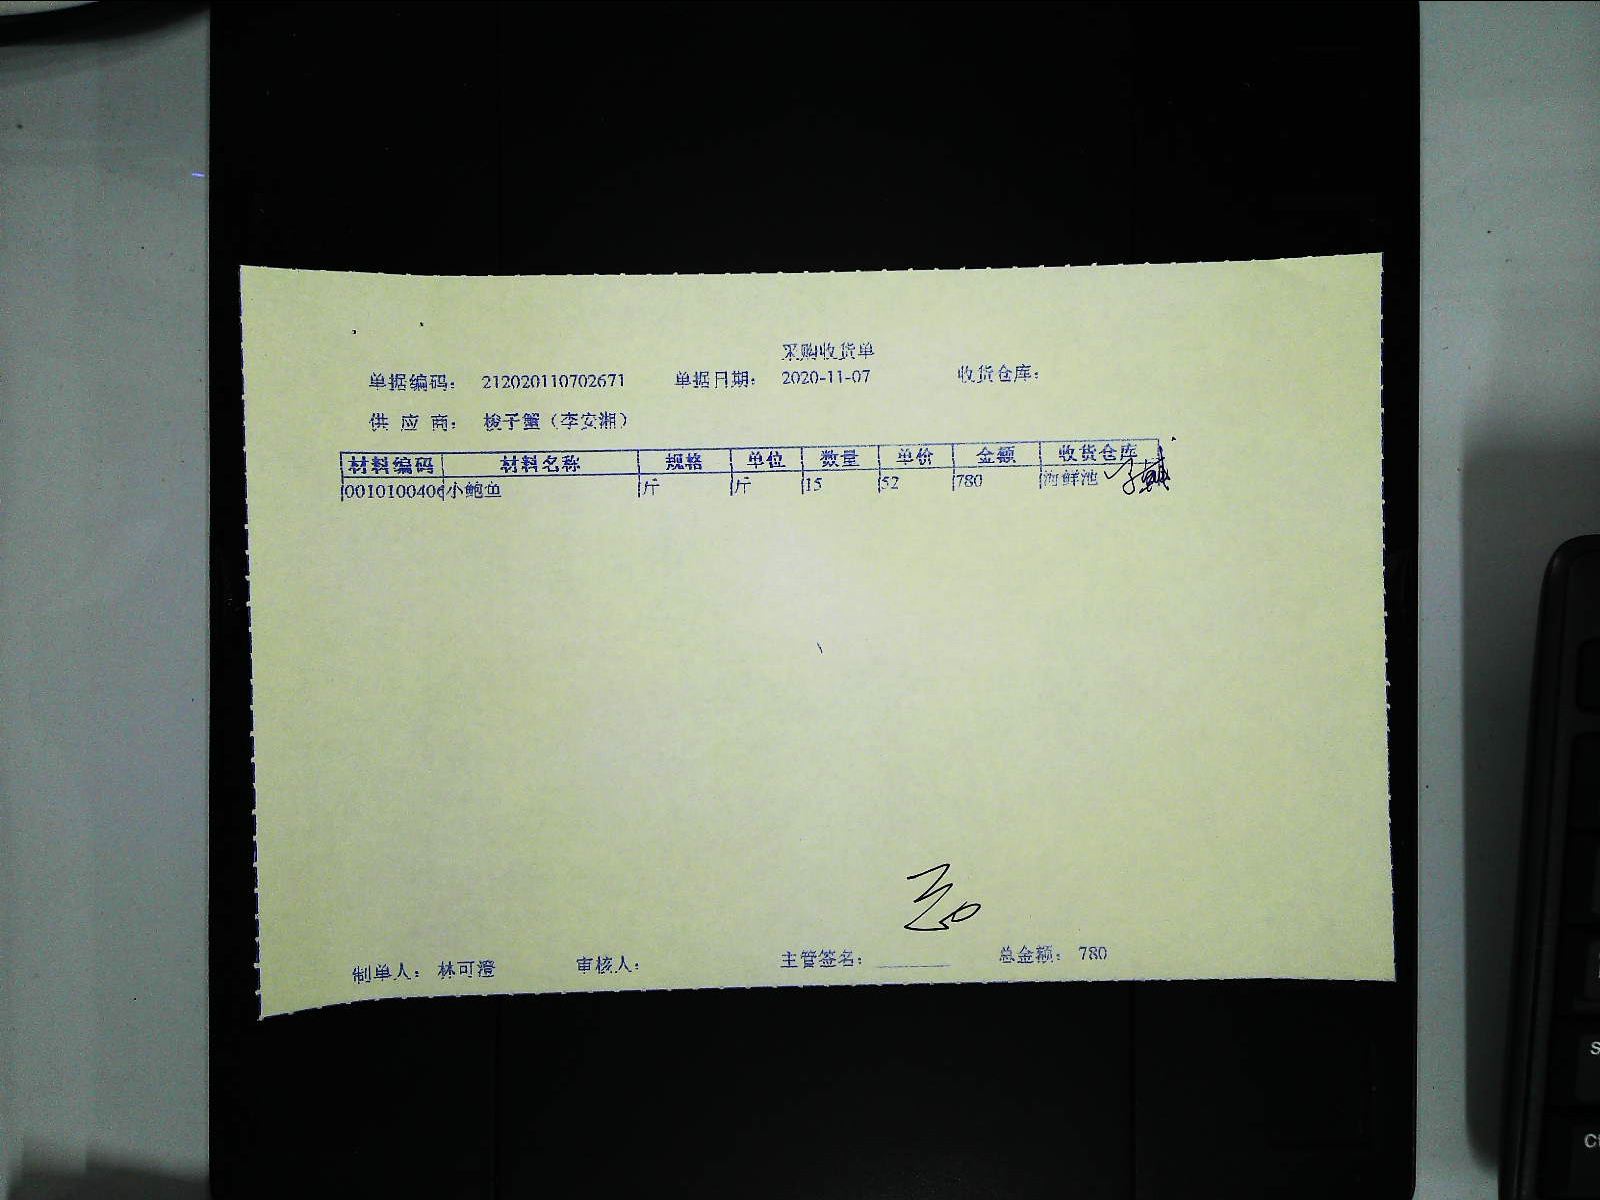 采购收货单
单据编码： 212020110702671 单据日期： 2020-11-07 收货仓库：
供 应 商： 梭子蟹（李安湘）
材料编码 材料名称 规格 单位 数量 单价 金额 收货仓库
0010100406 小鲍鱼 斤 斤 15 52 780 海鲜池
制单人： 林可澄 审核人： 主管签名： 总金额： 780